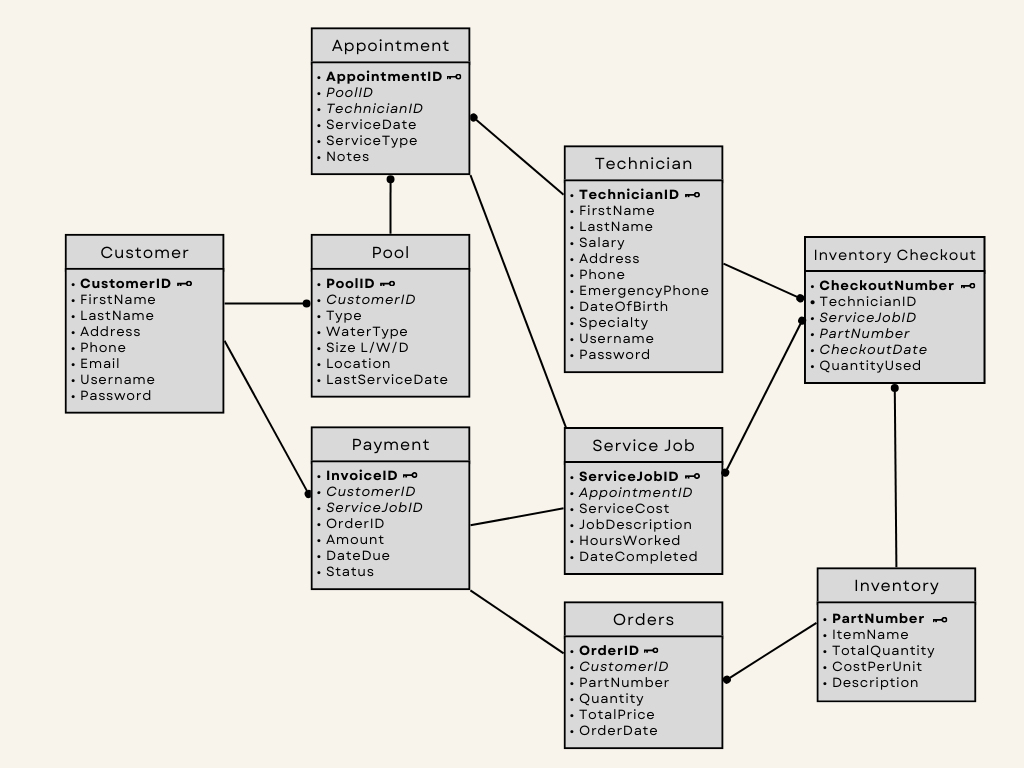 Appointment
AppointmentID
PoolID
TechnicianID
ServiceDate
ServiceType
Notes
Technician
TechnicianID
FirstName
LastName
Salary
Address
Phone
EmergencyPhone
DateOfBirth
Specialty
Username
Password
Customer
CustomerID
FirstName
LastName
Address
Phone
Email
Username
Password
Pool
PoolID
CustomerID
Type
WaterType
Size L/W/D
Location
LastServiceDate
Inventory Checkout
CheckoutNumber
TechnicianID
ServiceJobID
PartNumber
CheckoutDate
QuantityUsed
Payment
InvoiceID
CustomerID
ServiceJobID
OrderID
Amount
DateDue
Status
Service Job
ServiceJobID
AppointmentID
ServiceCost
JobDescription
HoursWorked
DateCompleted
Orders
OrderID
CustomerID
PartNumber
Quantity
TotalPrice
OrderDate
Inventory
PartNumber
ItemName
TotalQuantity
CostPerUnit
Description